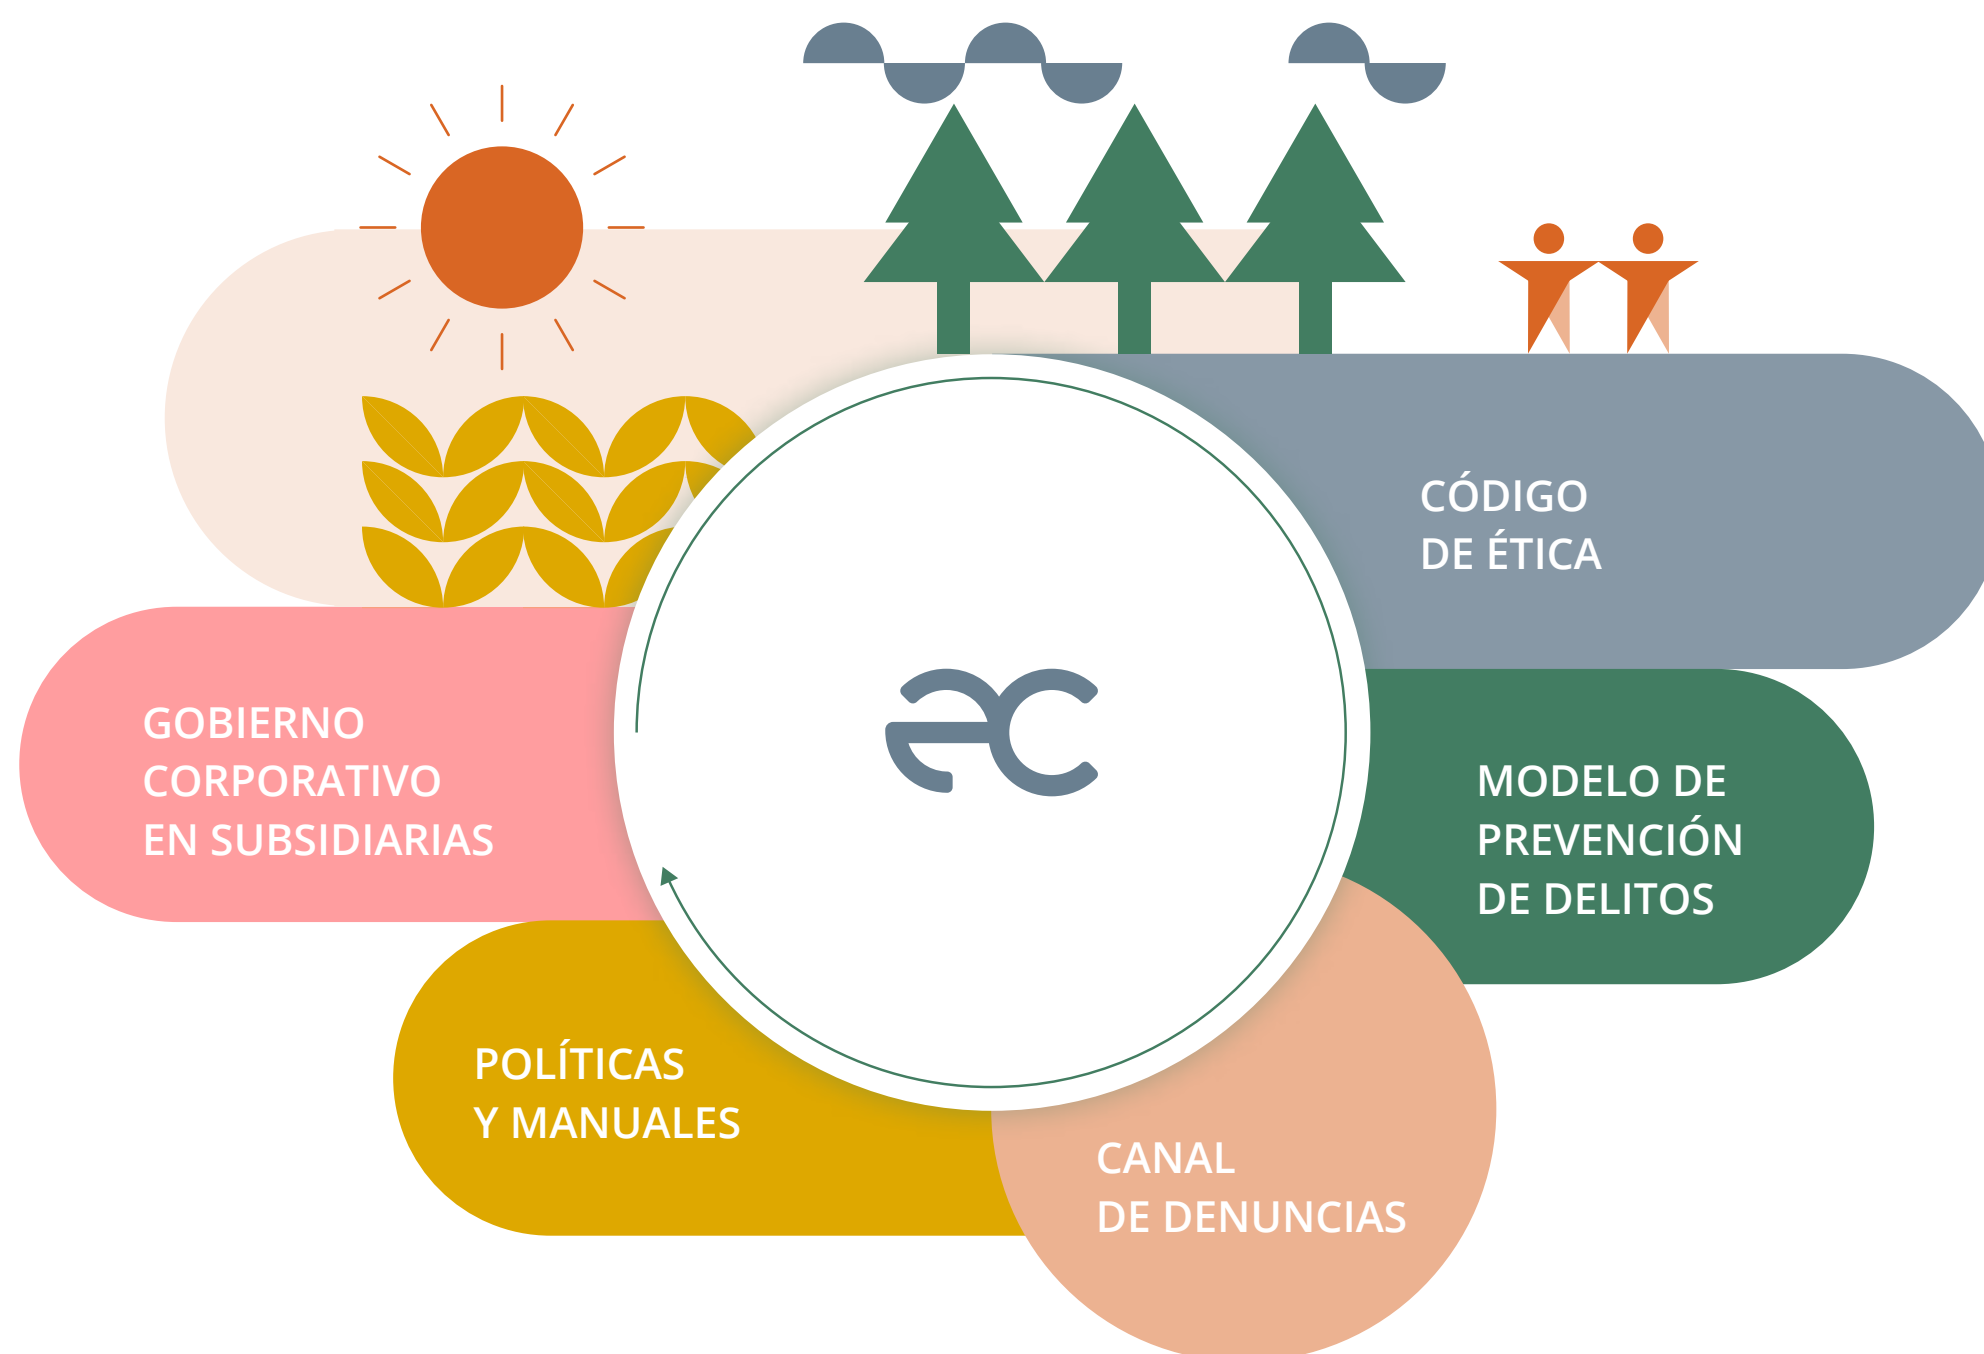 CÓDIGO
DE ÉTICA
MODELO DE
PREVENCIÓN
DE DELITOS
CANAL
DE DENUNCIAS
POLÍTICAS
Y MANUALES
GOBIERNO
CORPORATIVO
EN SUBSIDIARIAS